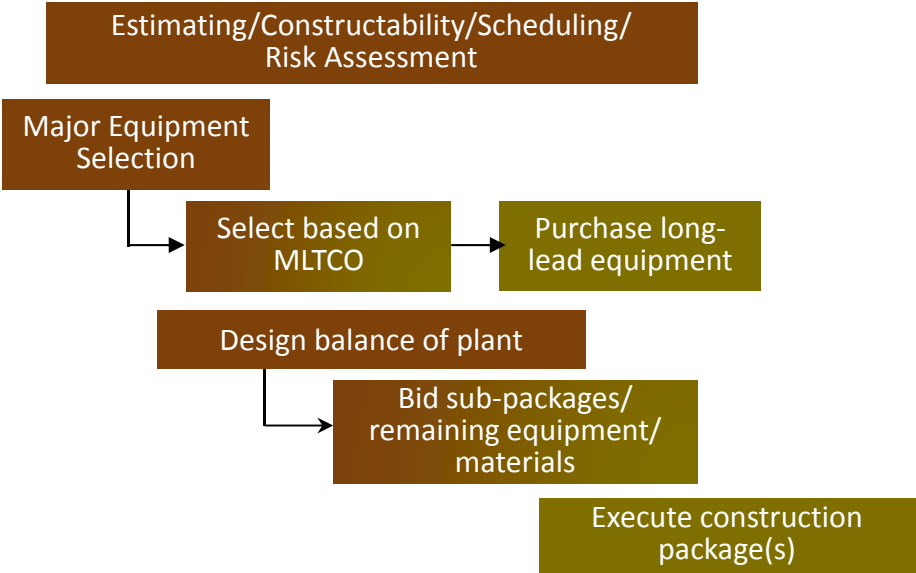 Estimating/Constructability/Scheduling/
Risk Assessment
Major Equipment
Selection
Select based on
MLTCO
Purchase long-
lead equipment
Design balance of plant
Bid sub-packages/
remaining equipment/
materials
Execute construction
package(s)